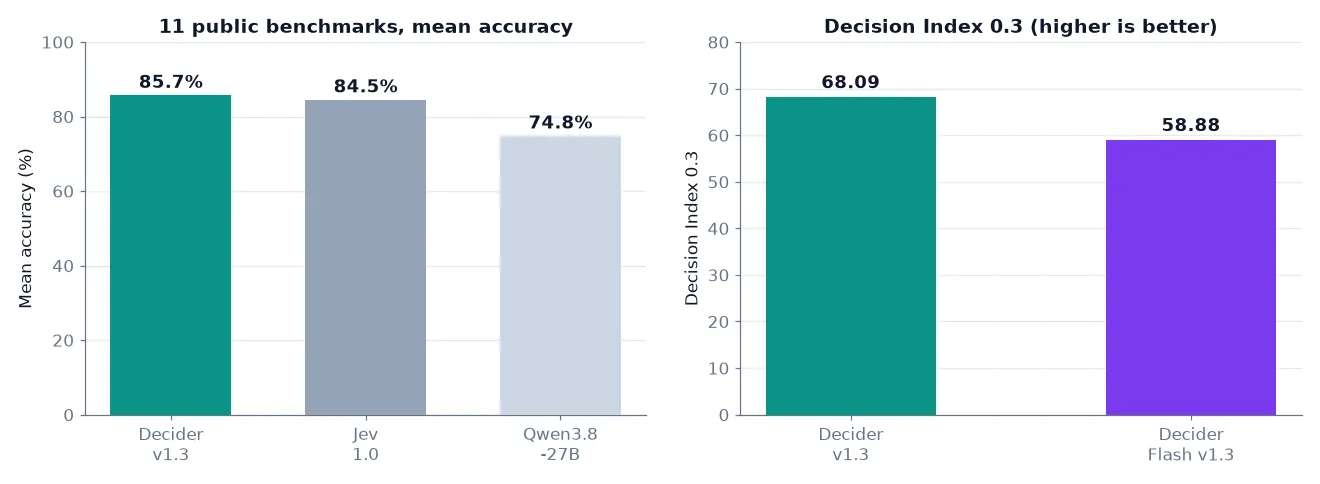 11 public benchmarks, mean accuracy
Mean accuracy (%)
100
80
60
40
20
0
85.7%
84.5%
74.8%
Decider
v1.3
Jev
1.0
Qwen3.8
-27B
Decision Index 0.3 (higher is better)
Decision Index 0.3
80
70
60
50
40
30
20
10
0
68.09
58.88
Decider
v1.3
Decider
Flash v1.3